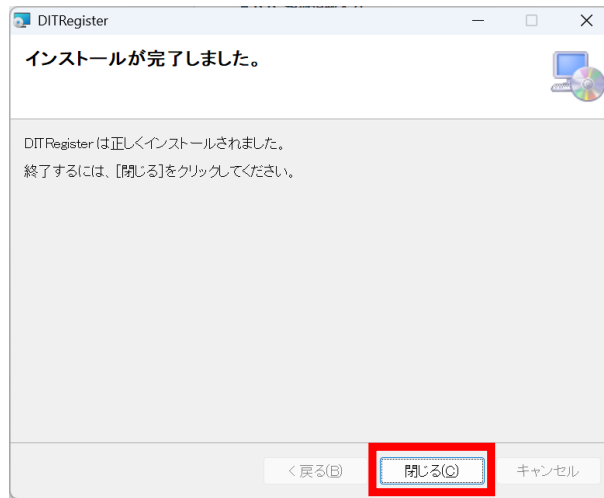 DITRegister
インストールが完了しました。
DITRegister は正しくインストールされました。
終了するには、[閉じる]をクリックしてください。
< 戻る(B)
閉じる(C)
キャンセル